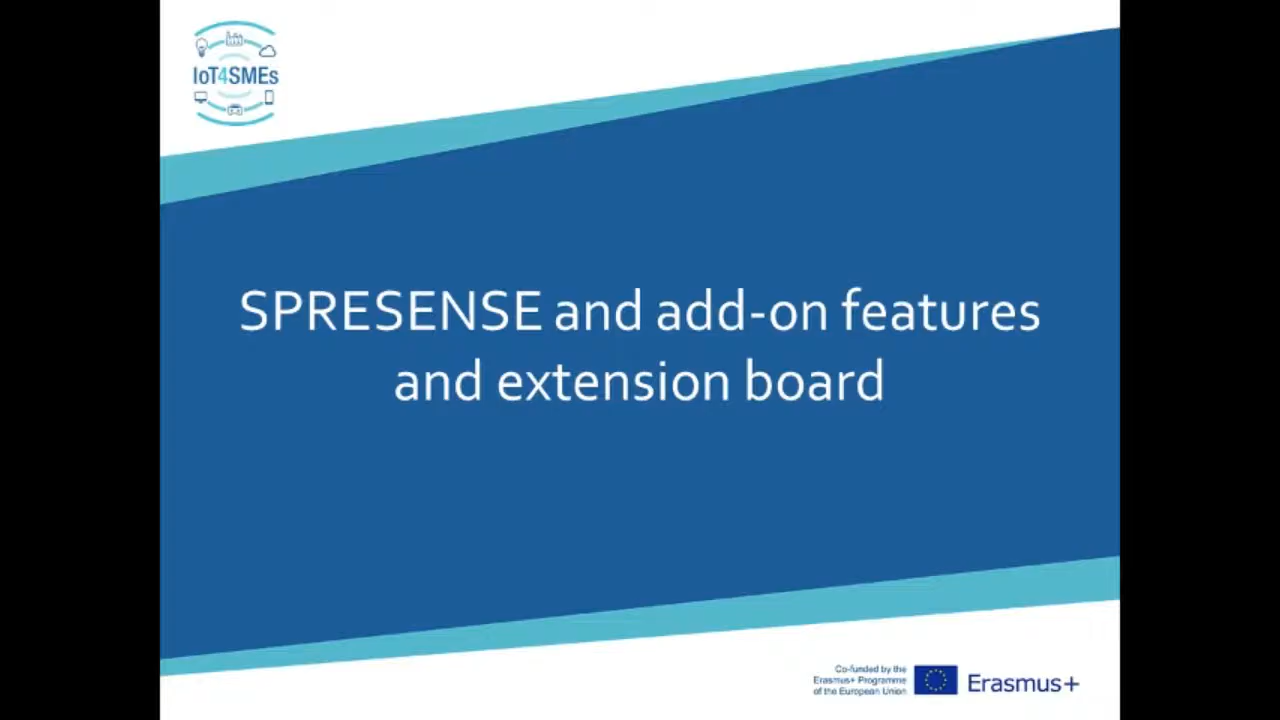 IoT4SMEs
SPRESENSE and add-on features
and extension board
Co-funded by the
Erasmus+ Programme
of the European Union
Erasmus+